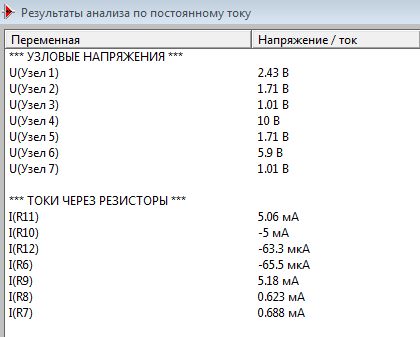 Результаты анализа по постоянному току
Переменная Напряжение / ток
*** УЗЛОВЫЕ НАПРЯЖЕНИЯ ***
U(Узел 1) 2.43 В
U(Узел 2) 1.71 В
U(Узел 3) 1.01 В
U(Узел 4) 10 В
U(Узел 5) 1.71 В
U(Узел 6) 5.9 В
U(Узел 7) 1.01 В
*** ТОКИ ЧЕРЕЗ РЕЗИСТОРЫ ***
I(R11) 5.06 мА
I(R10) -5 мА
I(R12) -63.3 мкА
I(R6) -65.5 мкА
I(R9) 5.18 мА
I(R8) 0.623 мА
I(R7) 0.688 мА